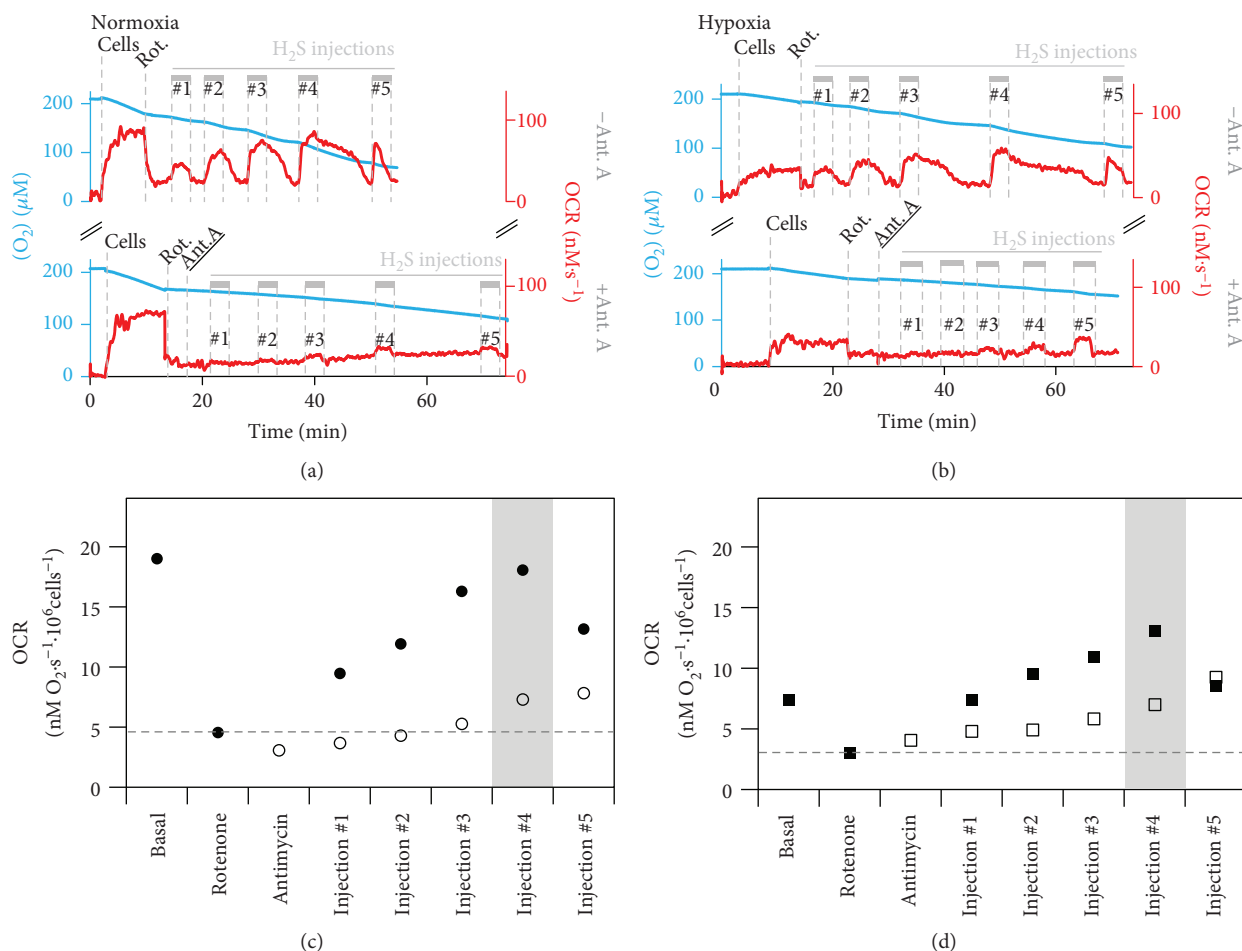 Normoxia
Cells
Rot.
H₂S injections
#1 #2 #3 #4 #5
200
100
0
100
0
−Ant. A
(O₂) (μM)
OCR (nM·s⁻¹)
Cells
Rot.
Ant.A
H₂S injections
200
100
0
#1 #2 #3 #4 #5
100
0
+Ant. A
0 20 40 60
Time (min)
(a)
Hypoxia
Cells
Rot.
H₂S injections
#1 #2 #3 #4 #5
200
100
0
100
0
−Ant. A
(O₂) (μM)
OCR (nM·s⁻¹)
Cells
Rot.
Ant. A
H₂S injections
200
100
0
#1 #2 #3 #4 #5
100
0
+Ant. A
0 20 40 60
Time (min)
(b)
OCR
(nM O₂·s⁻¹·10⁶cells⁻¹)
20
15
10
5
0
Basal
Rotenone
Antimycin
Injection #1
Injection #2
Injection #3
Injection #4
Injection #5
(c)
OCR
(nM O₂·s⁻¹·10⁶cells⁻¹)
20
15
10
5
0
Basal
Rotenone
Antimycin
Injection #1
Injection #2
Injection #3
Injection #4
Injection #5
(d)